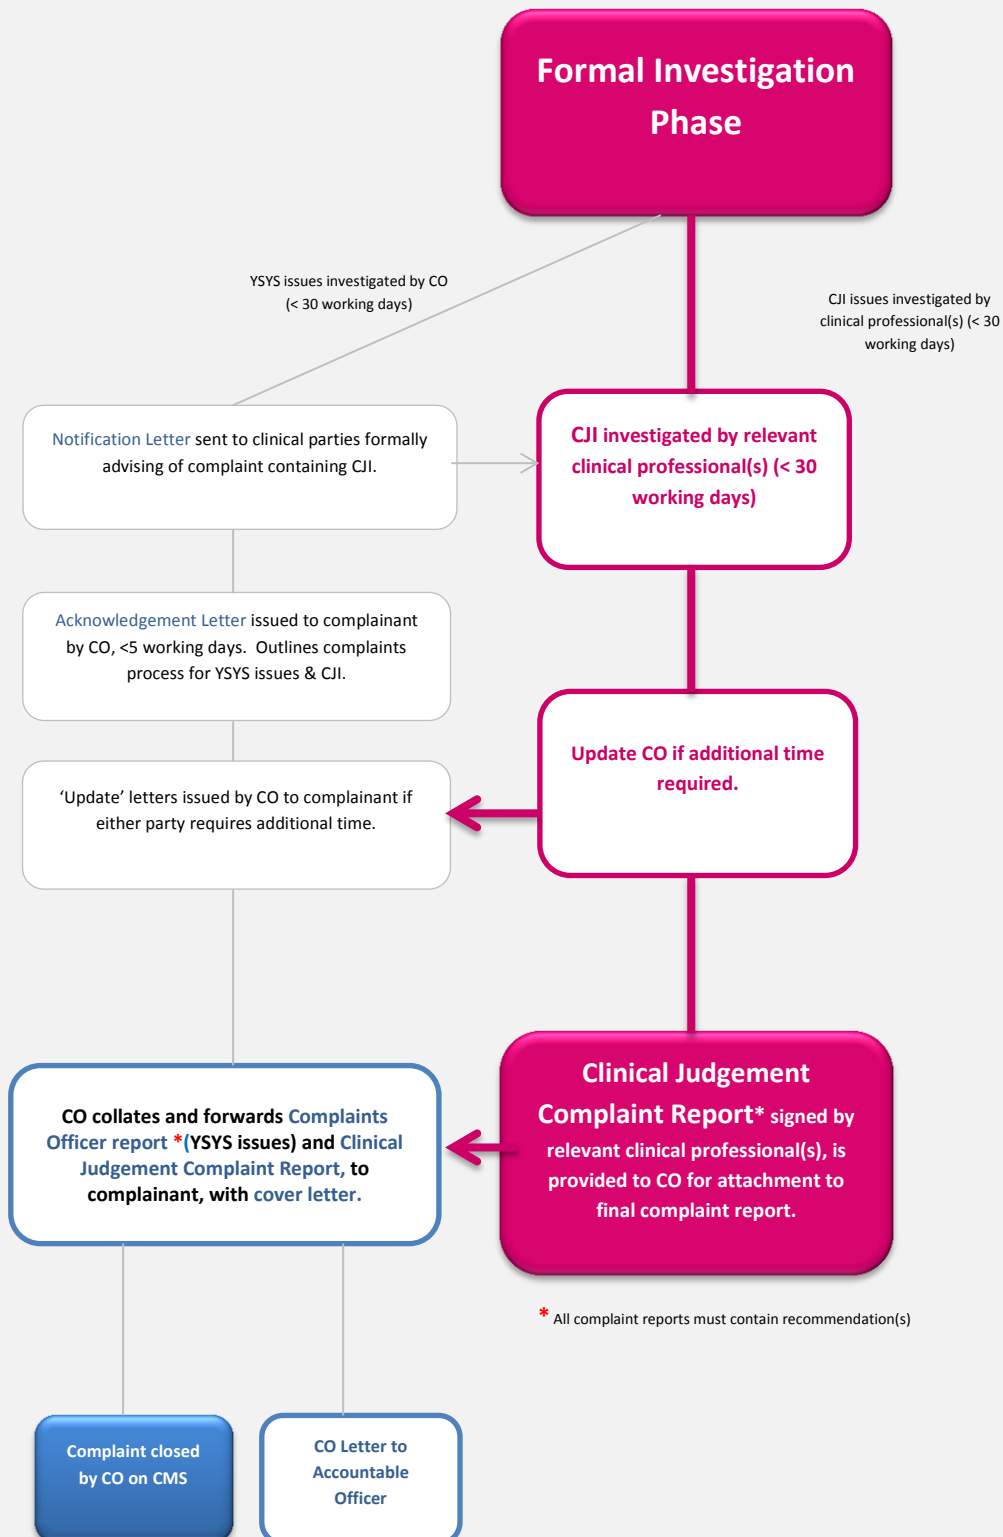 Formal Investigation
Phase
YSYS issues investigated by CO
(< 30 working days)
CJI issues investigated by
clinical professional(s) (< 30
working days)
Notification Letter sent to clinical parties formally
advising of complaint containing CJI.
CJI investigated by relevant
clinical professional(s) (< 30
working days)
Acknowledgement Letter issued to complainant
by CO, <5 working days.  Outlines complaints
process for YSYS issues & CJI.
Update CO if additional time
required.
‘Update’ letters issued by CO to complainant if
either party requires additional time.
Clinical Judgement
Complaint Report* signed by
relevant clinical professional(s), is
provided to CO for attachment to
final complaint report.
CO collates and forwards Complaints
Officer report *(YSYS issues) and Clinical
Judgement Complaint Report, to
complainant, with cover letter.
* All complaint reports must contain recommendation(s)
Complaint closed
by CO on CMS
CO Letter to
Accountable
Officer